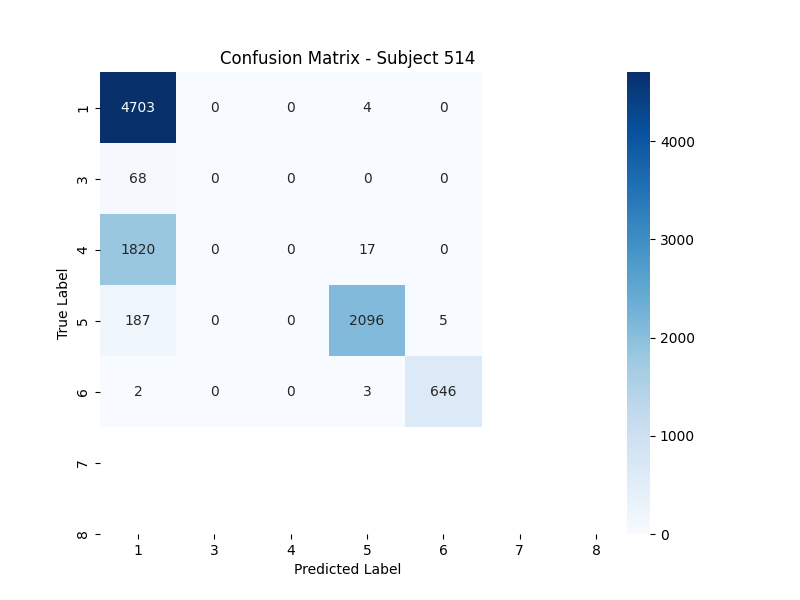 Confusion Matrix - Subject 514
1 4703 0 0 4 0
3 68 0 0 0 0
4 1820 0 0 17 0
5 187 0 0 2096 5
6 2 0 0 3 646
7
8
1 3 4 5 6 7 8
Predicted Label
True Label
4000
3000
2000
1000
0